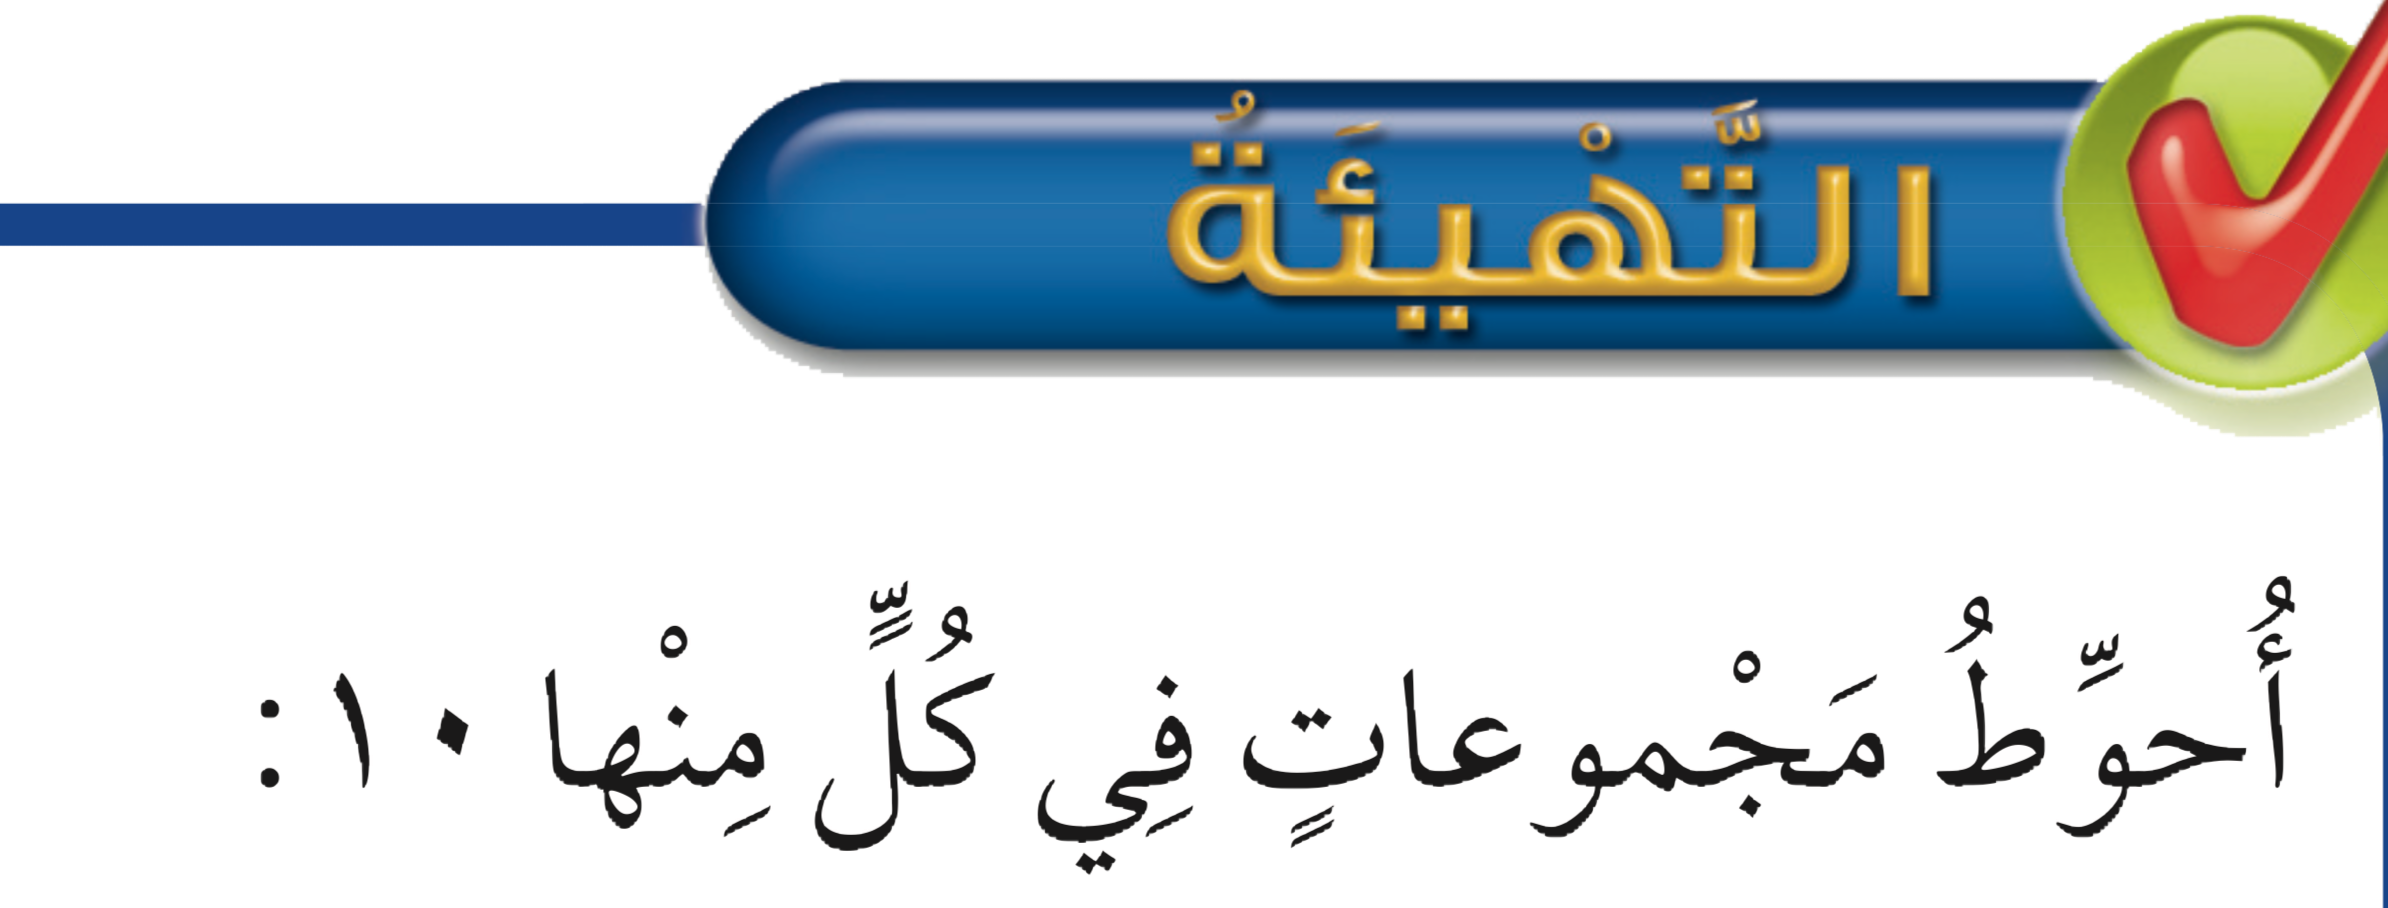 التَّهْيِئَةُ
أُحَوِّطُ مَجْموعاتٍ فِي كُلٍّ مِنْها ١٠ :